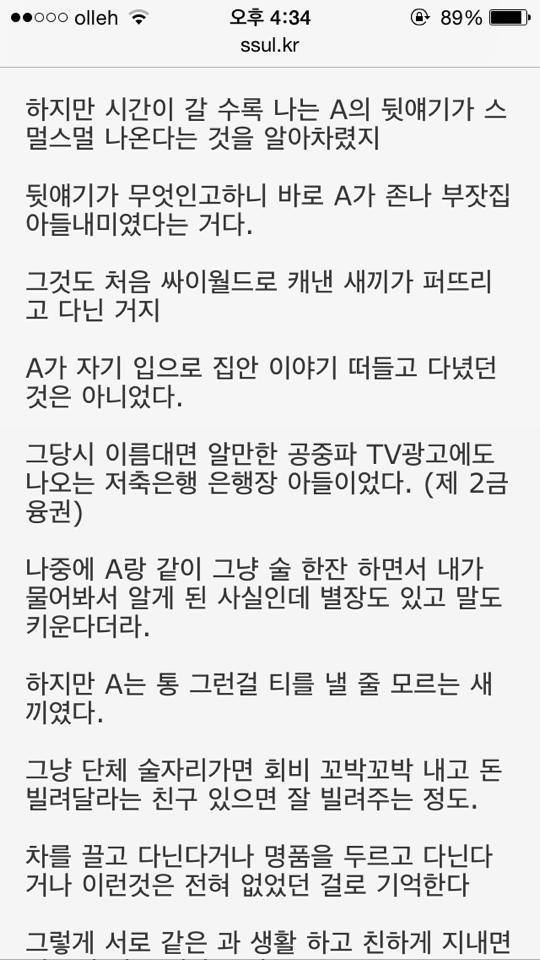 olleh 오후 4:34 89%
ssul.kr
하지만 시간이 갈 수록 나는 A의 뒷얘기가 스
멀스멀 나온다는 것을 알아차렸지
뒷얘기가 무엇인고하니 바로 A가 존나 부잣집
아들내미였다는 거다.
그것도 처음 싸이월드로 캐낸 새끼가 퍼뜨리
고 다닌 거지
A가 자기 입으로 집안 이야기 떠들고 다녔던
것은 아니었다.
그당시 이름대면 알만한 공중파 TV광고에도
나오는 저축은행 은행장 아들이었다. (제 2금
융권)
나중에 A랑 같이 그냥 술 한잔 하면서 내가
물어봐서 알게 된 사실인데 별장도 있고 말도
키운다더라.
하지만 A는 통 그런걸 티를 낼 줄 모르는 새
끼였다.
그냥 단체 술자리가면 회비 꼬박꼬박 내고 돈
빌려달라는 친구 있으면 잘 빌려주는 정도.
차를 끌고 다닌다거나 명품을 두르고 다닌다
거나 이런것은 전혀 없었던 걸로 기억한다
그렇게 서로 같은 과 생활 하고 친하게 지내면